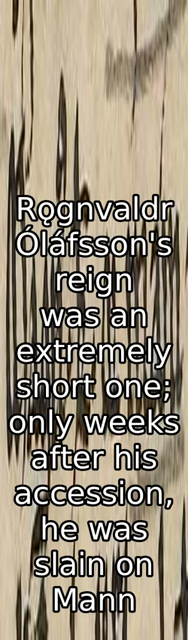 Rǫgnvaldr
Óláfsson's
reign
was an
extremely
short one;
only weeks
after his
accession,
he was
slain on
Mann